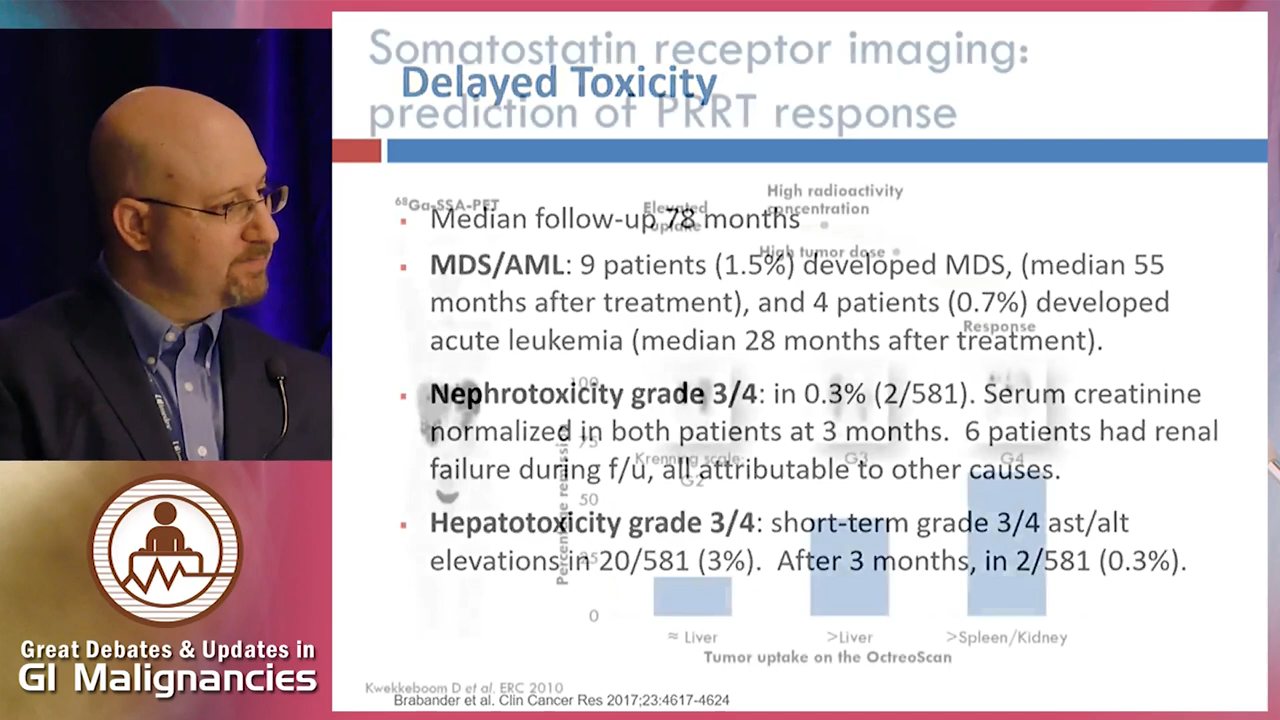 Somatostatin receptor imaging:
Delayed Toxicity
prediction of PRRT response
68Ga-SSA-PET
Elevated
uptake
High radioactivity
concentration
High tumor dose
Response
Median follow-up 78 months
MDS/AML: 9 patients (1.5%) developed MDS, (median 55
months after treatment), and 4 patients (0.7%) developed
acute leukemia (median 28 months after treatment).
Nephrotoxicity grade 3/4: in 0.3% (2/581). Serum creatinine
normalized in both patients at 3 months. 6 patients had renal
failure during f/u, all attributable to other causes.
Hepatotoxicity grade 3/4: short-term grade 3/4 ast/alt
elevations in 20/581 (3%). After 3 months, in 2/581 (0.3%).
100
75
50
25
0
Krenning scale:
G2
G3
G4
≈ Liver
>Liver
>Spleen/Kidney
Tumor uptake on the OctreoScan
Kwekkeboom D et al. ERC 2010
Brabander et al. Clin Cancer Res 2017;23:4617-4624
Great Debates & Updates in
GI Malignancies